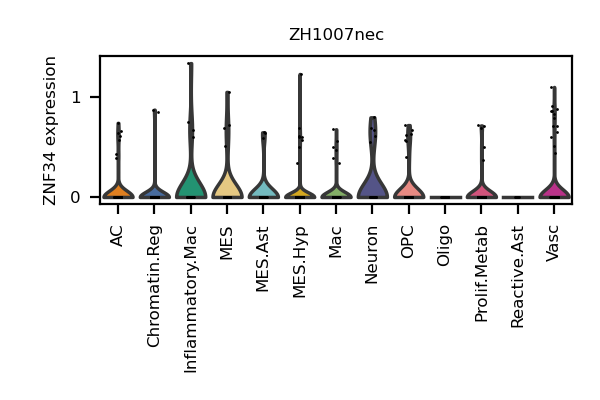 ZH1007nec
ZNF34 expression
1
0
AC
Chromatin.Reg
Inflammatory.Mac
MES
MES.Ast
MES.Hyp
Mac
Neuron
OPC
Oligo
Prolif.Metab
Reactive.Ast
Vasc